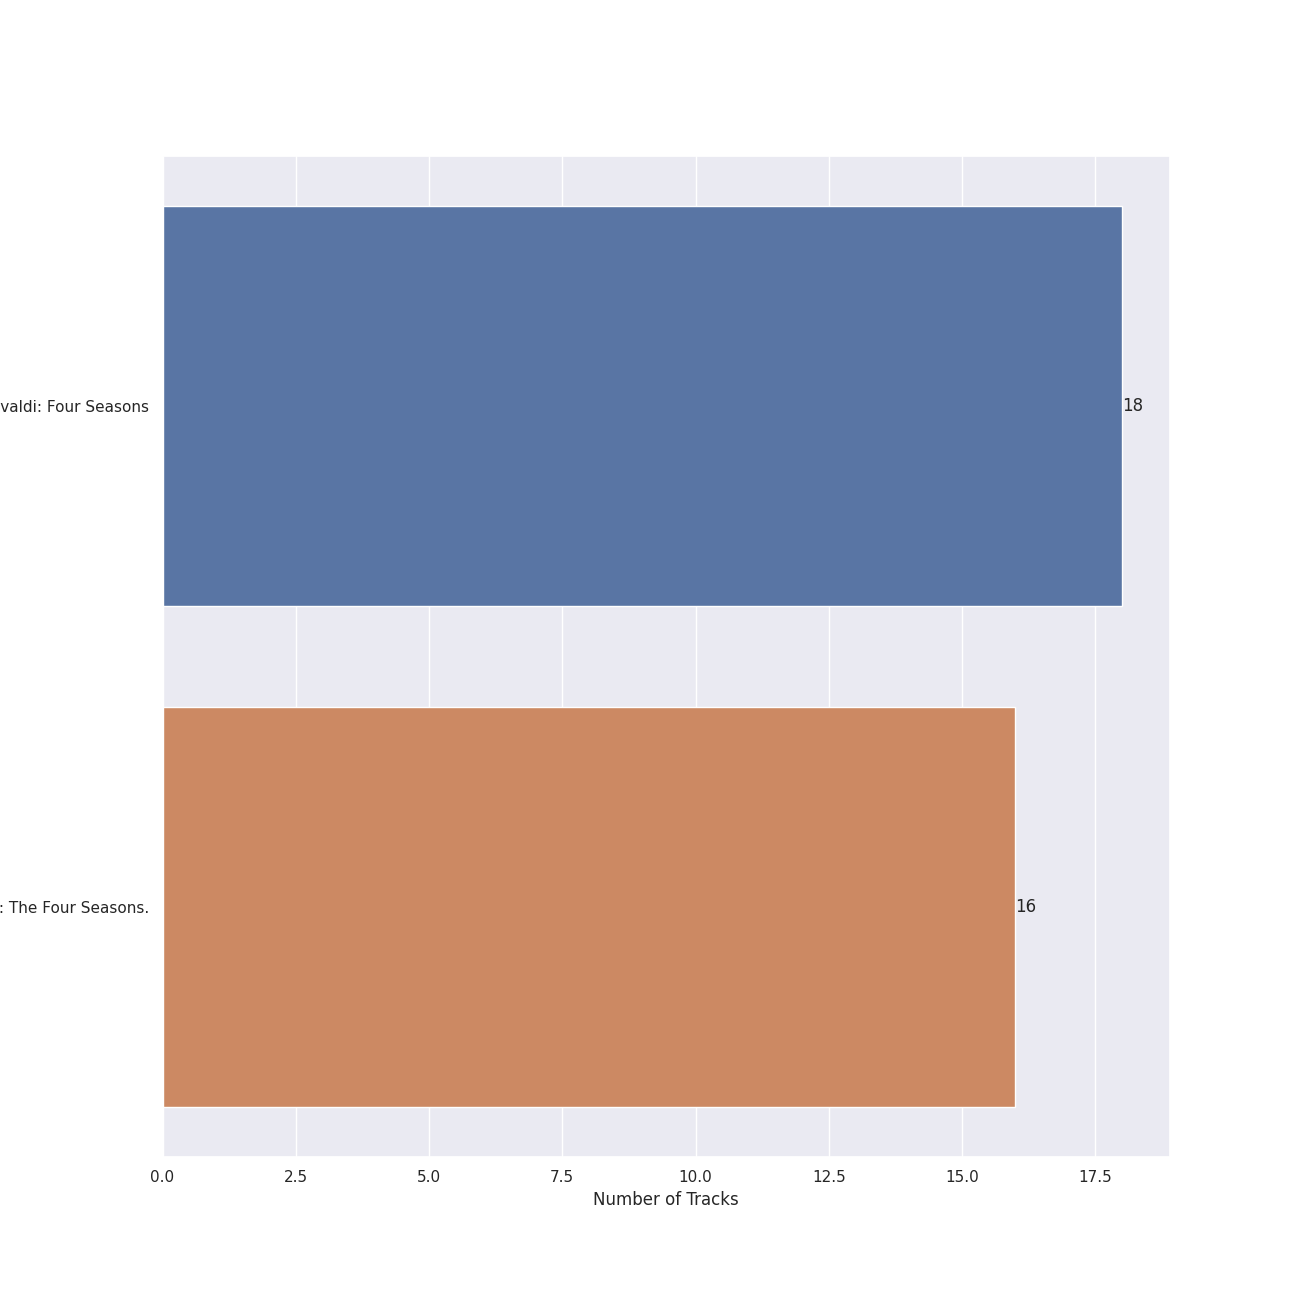 valdi: Four Seasons
18
: The Four Seasons.
16
0.0 2.5 5.0 7.5 10.0 12.5 15.0 17.5
Number of Tracks